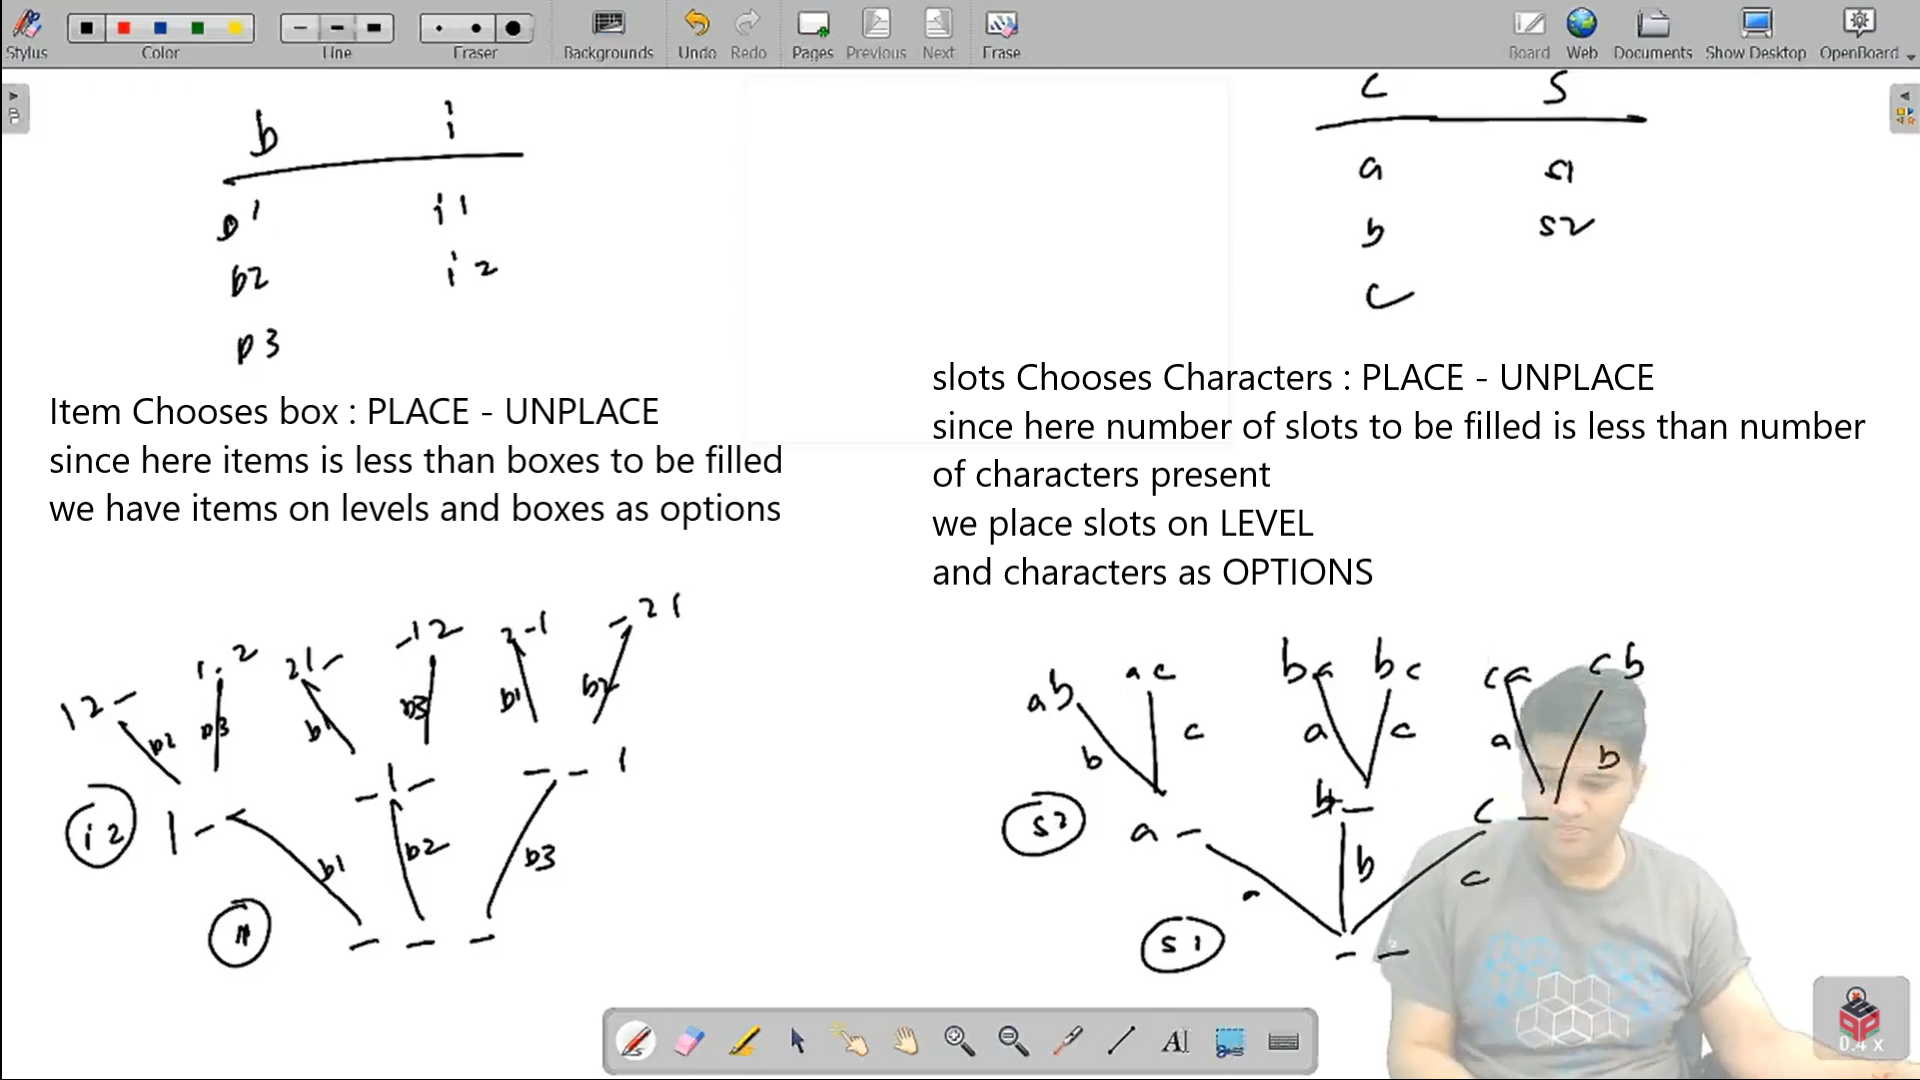 Stylus Color Line Eraser Backgrounds Undo Redo Pages Previous Next Erase Board Web Documents Show Desktop OpenBoard
b i
b1 i1
b2 i2
b3
c s
a s1
b s2
c
Item Chooses box : PLACE - UNPLACE
since here items is less than boxes to be filled
we have items on levels and boxes as options
slots Chooses Characters : PLACE - UNPLACE
since here number of slots to be filled is less than number
of characters present
we place slots on LEVEL
and characters as OPTIONS
12- 1-2 21- -12 2-1 -21
b2 b3 b1 b3 b1 b2
i2 1-- -1- --1
b1 b2 b3
i1 ---
ab ac ba bc ca cb
b c a c a b
s2 a- b- c-
a b c
s1 --
0.4 x